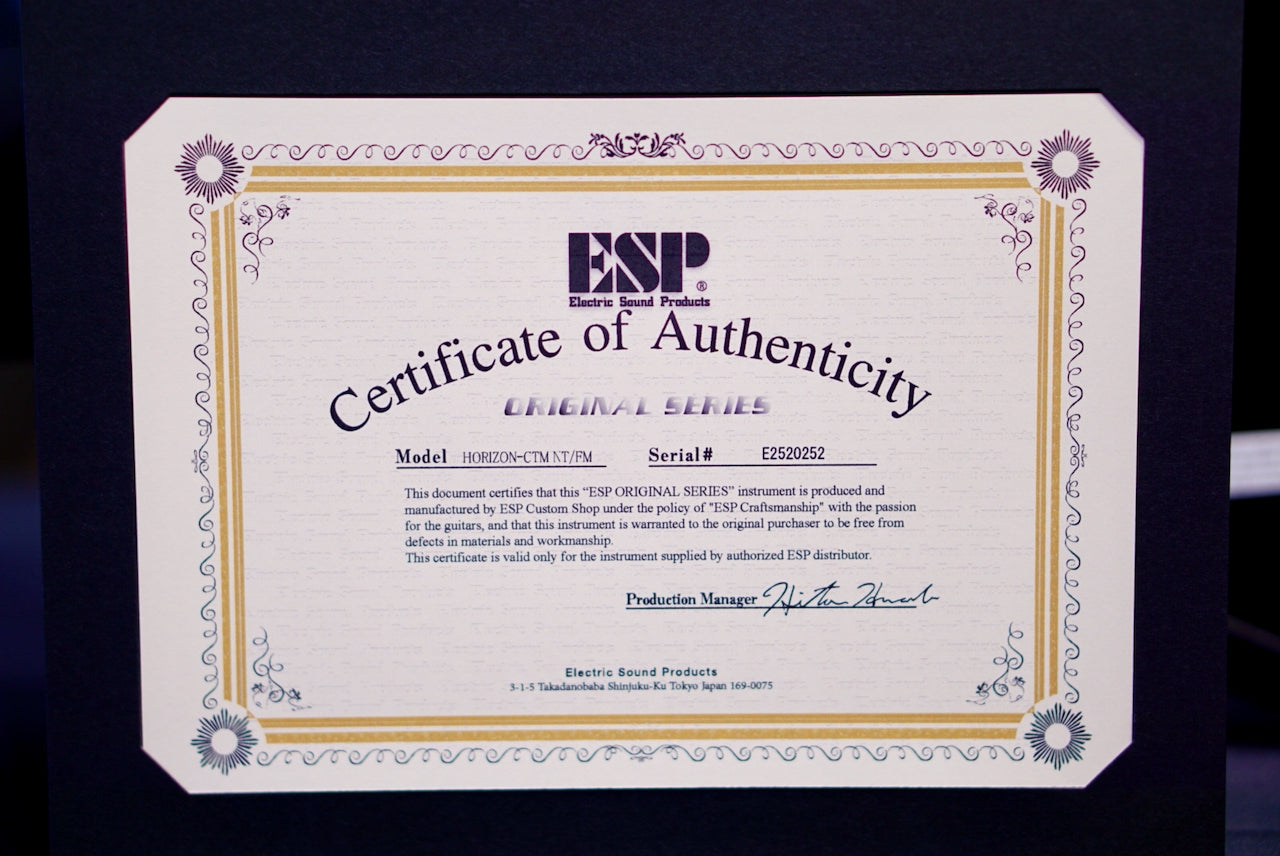 ESP®
Electric Sound Products
Certificate of Authenticity
ORIGINAL SERIES
Model HORIZON-CTM NT/FM Serial# E2520252
This document certifies that this “ESP ORIGINAL SERIES” instrument is produced and
manufactured by ESP Custom Shop under the policy of "ESP Craftsmanship" with the passion
for the guitars, and that this instrument is warranted to the original purchaser to be free from
defects in materials and workmanship.
This certificate is valid only for the instrument supplied by authorized ESP distributor.
Production Manager
Electric Sound Products
3-1-5 Takadanobaba Shinjuku-Ku Tokyo Japan 169-0075